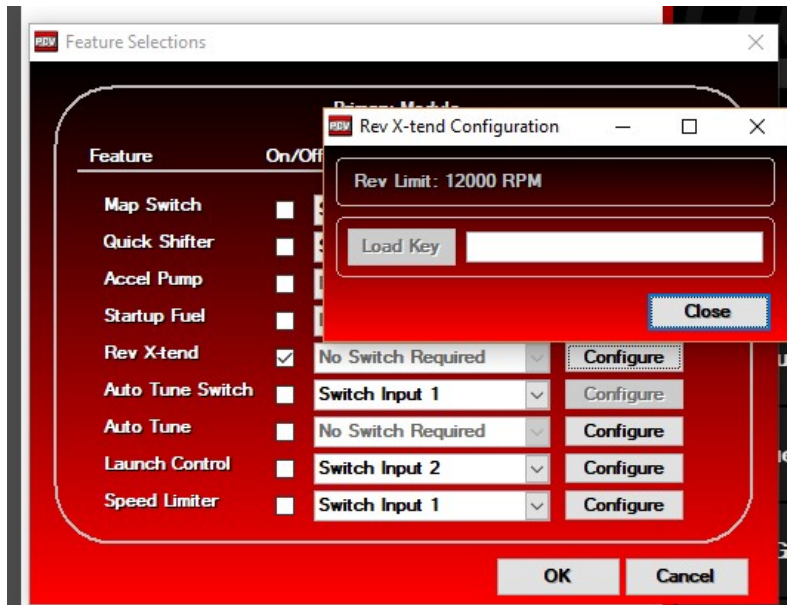 PCV Feature Selections
Primary Module
PCV Rev X-tend Configuration
Feature On/Off
Rev Limit: 12000 RPM
Load Key
Close
Map Switch
Quick Shifter
Accel Pump
Startup Fuel
Rev X-tend No Switch Required Configure
Auto Tune Switch Switch Input 1 Configure
Auto Tune No Switch Required Configure
Launch Control Switch Input 2 Configure
Speed Limiter Switch Input 1 Configure
OK Cancel